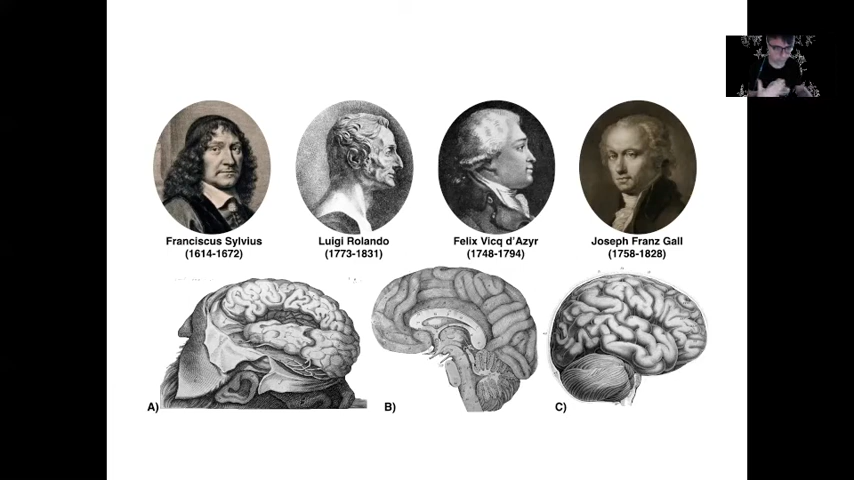 Franciscus Sylvius
(1614-1672)
Luigi Rolando
(1773-1831)
Felix Vicq d'Azyr
(1748-1794)
Joseph Franz Gall
(1758-1828)
A)
B)
C)